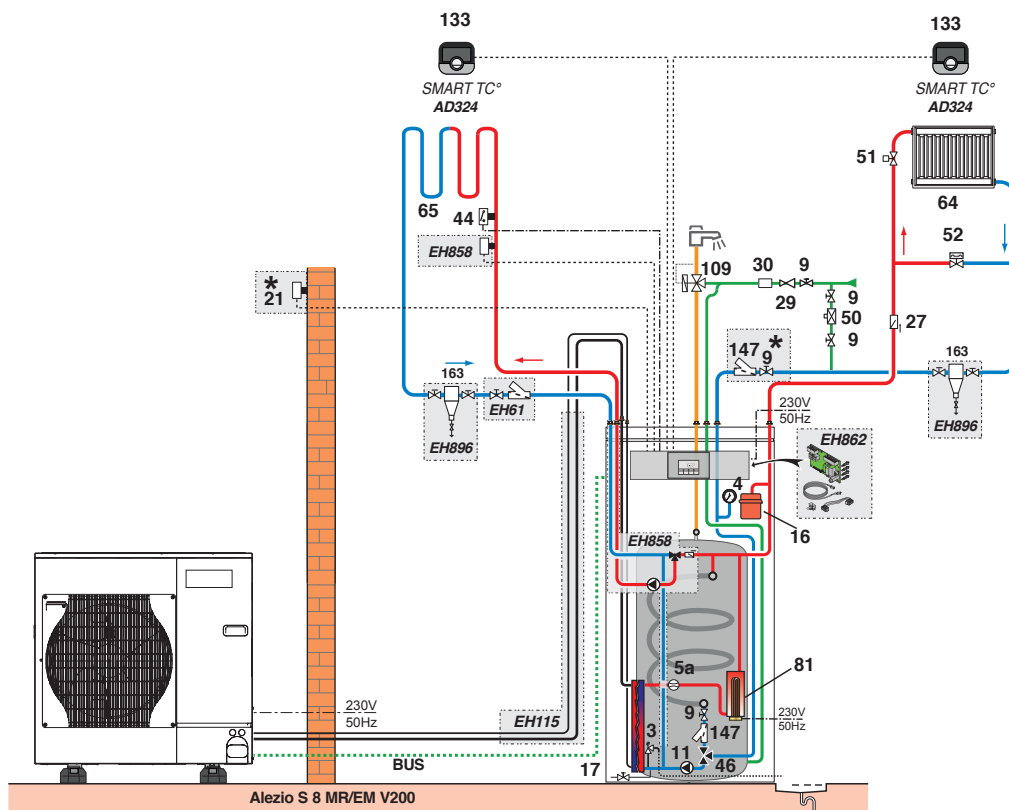 133
133
SMART TC°
AD324
SMART TC°
AD324
51
65
44
64
EH858
52
109
30
9
*
21
29
9
50
27
9
147
9
*
163
163
EH61
EH896
230V
50Hz
EH896
EH862
4
16
EH858
5a
81
9
230V
50Hz
230V
50Hz
EH115
3
147
11
46
BUS
17
Alezio S 8 MR/EM V200